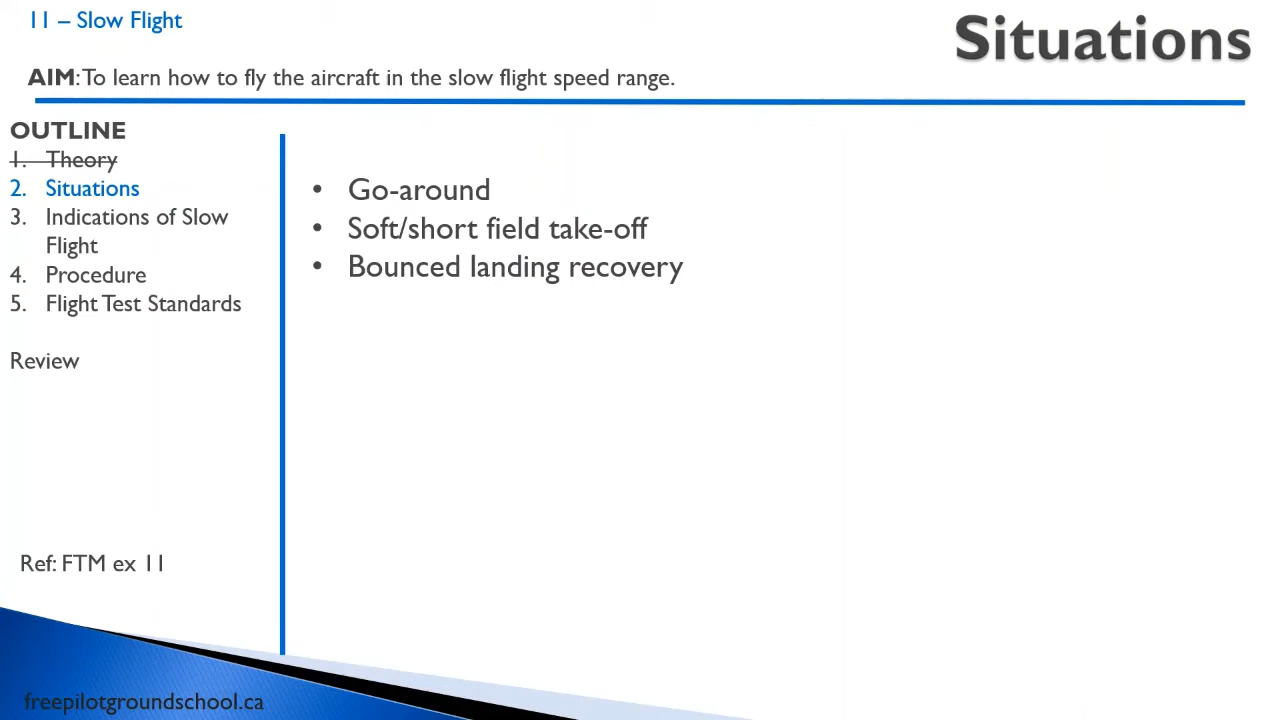 11 – Slow Flight
Situations
AIM: To learn how to fly the aircraft in the slow flight speed range.
OUTLINE
1. Theory
2. Situations
3. Indications of Slow
Flight
4. Procedure
5. Flight Test Standards
Review
Ref: FTM ex 11
• Go-around
• Soft/short field take-off
• Bounced landing recovery
freepilotgroundschool.ca